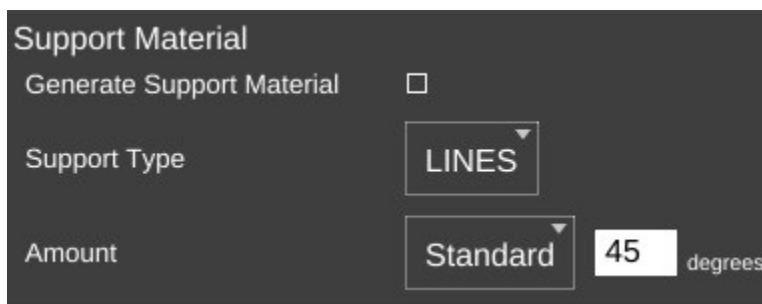 Support Material
Generate Support Material
Support Type LINES
Amount Standard 45 degrees